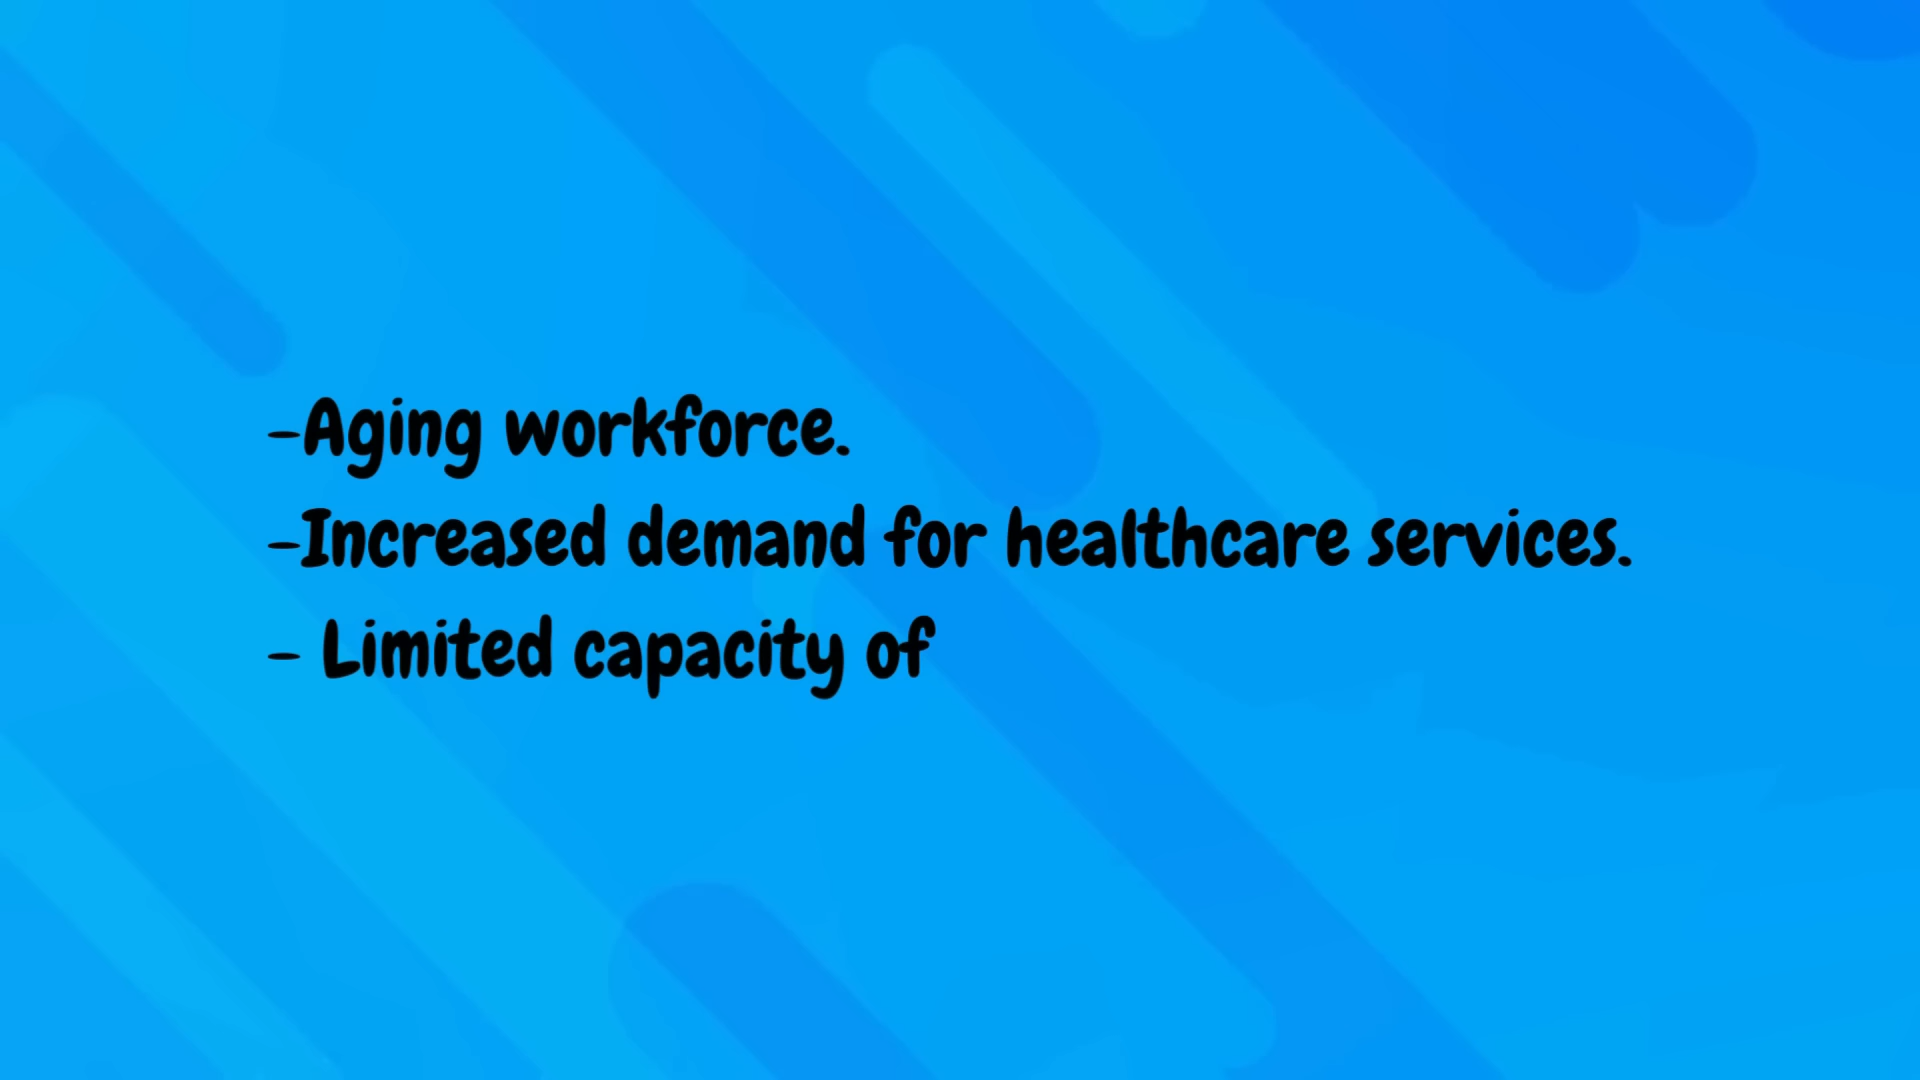 -Aging workforce.
-Increased demand for healthcare services.
- Limited capacity of